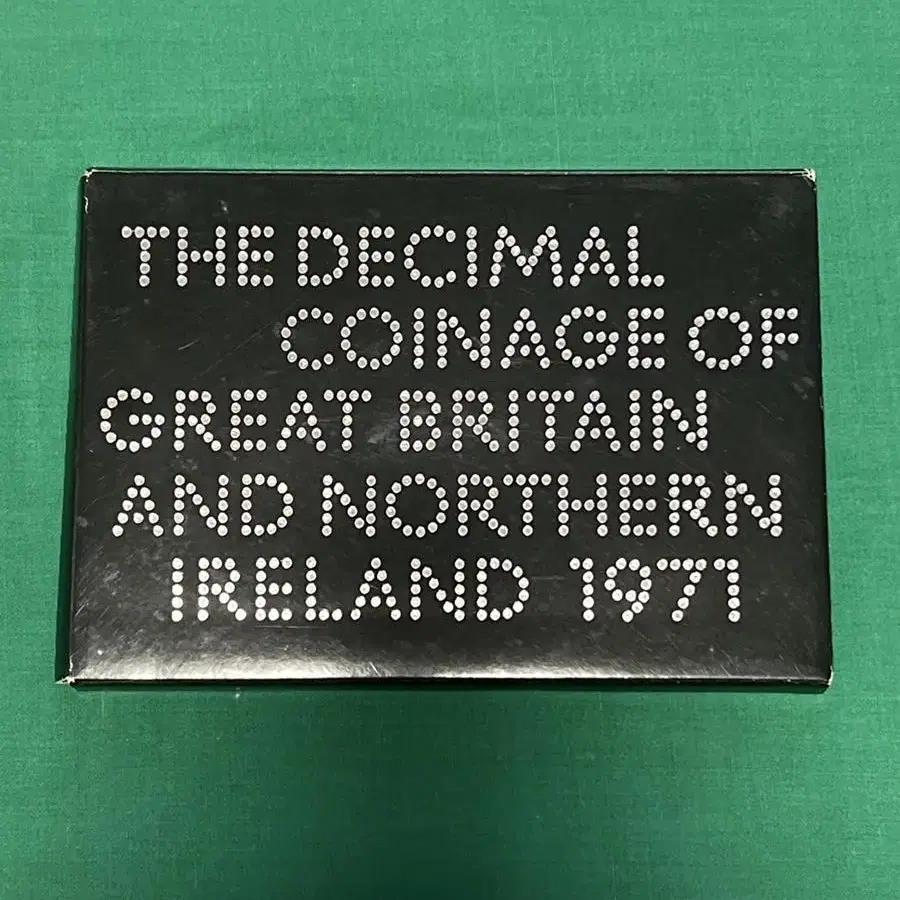 THE DECIMAL
COINAGE OF
GREAT BRITAIN
AND NORTHERN
IRELAND 1971